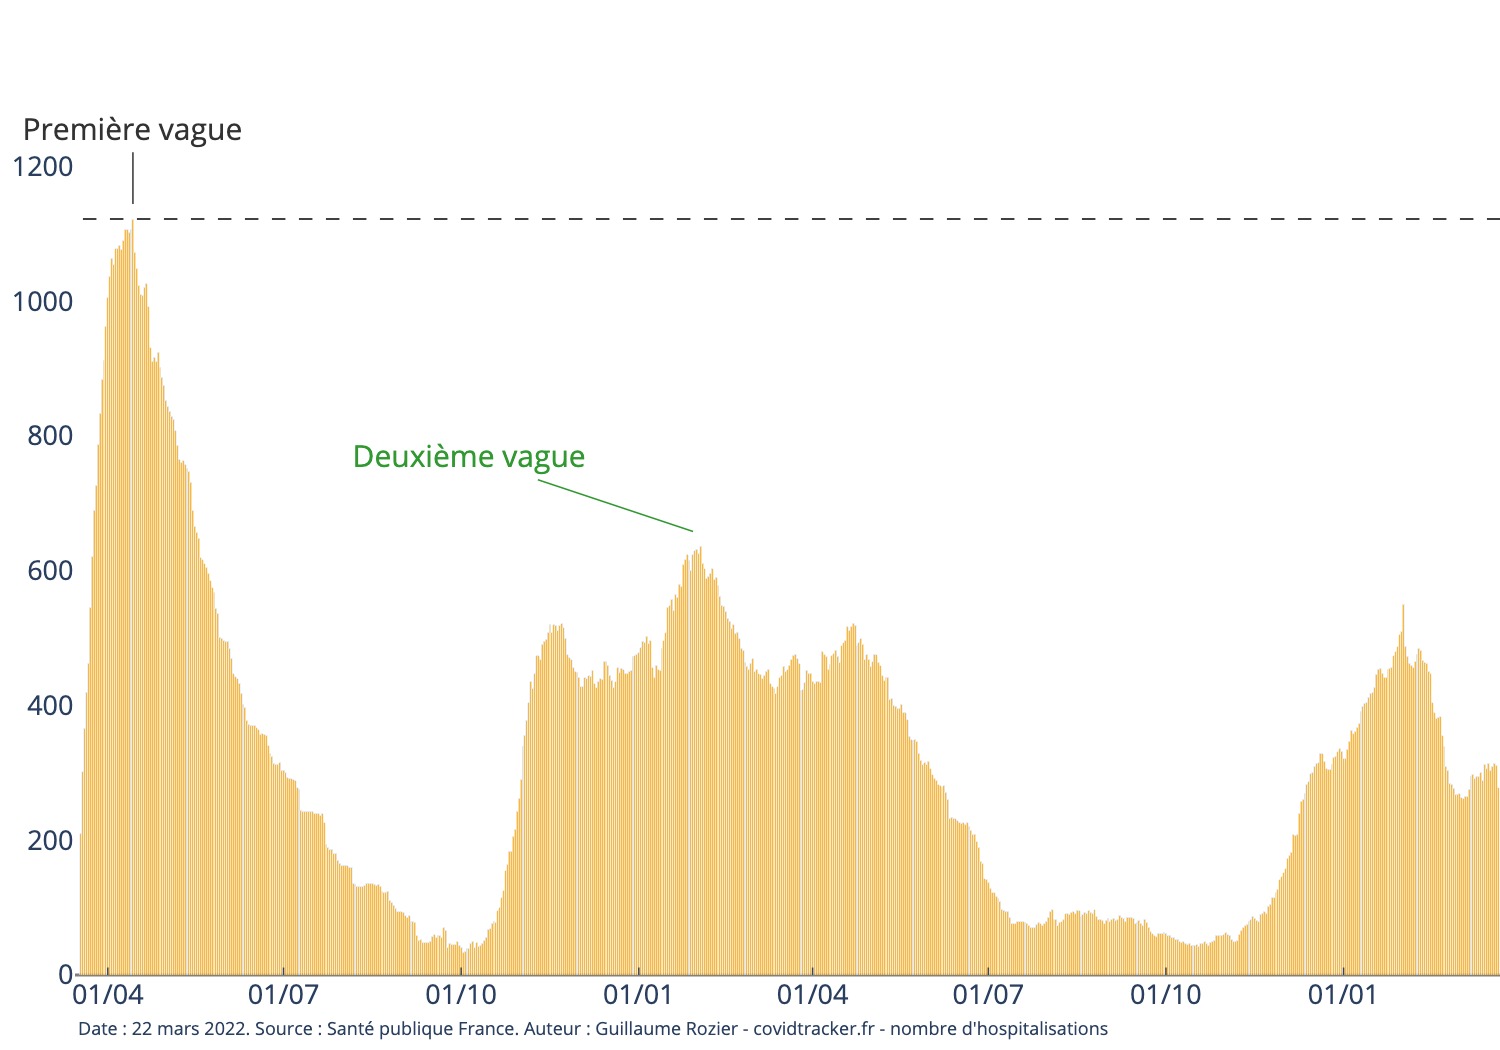 Première vague
1200
1000
800
Deuxième vague
600
400
200
0
01/04 01/07 01/10 01/01 01/04 01/07 01/10 01/01
Date : 22 mars 2022. Source : Santé publique France. Auteur : Guillaume Rozier - covidtracker.fr - nombre d'hospitalisations